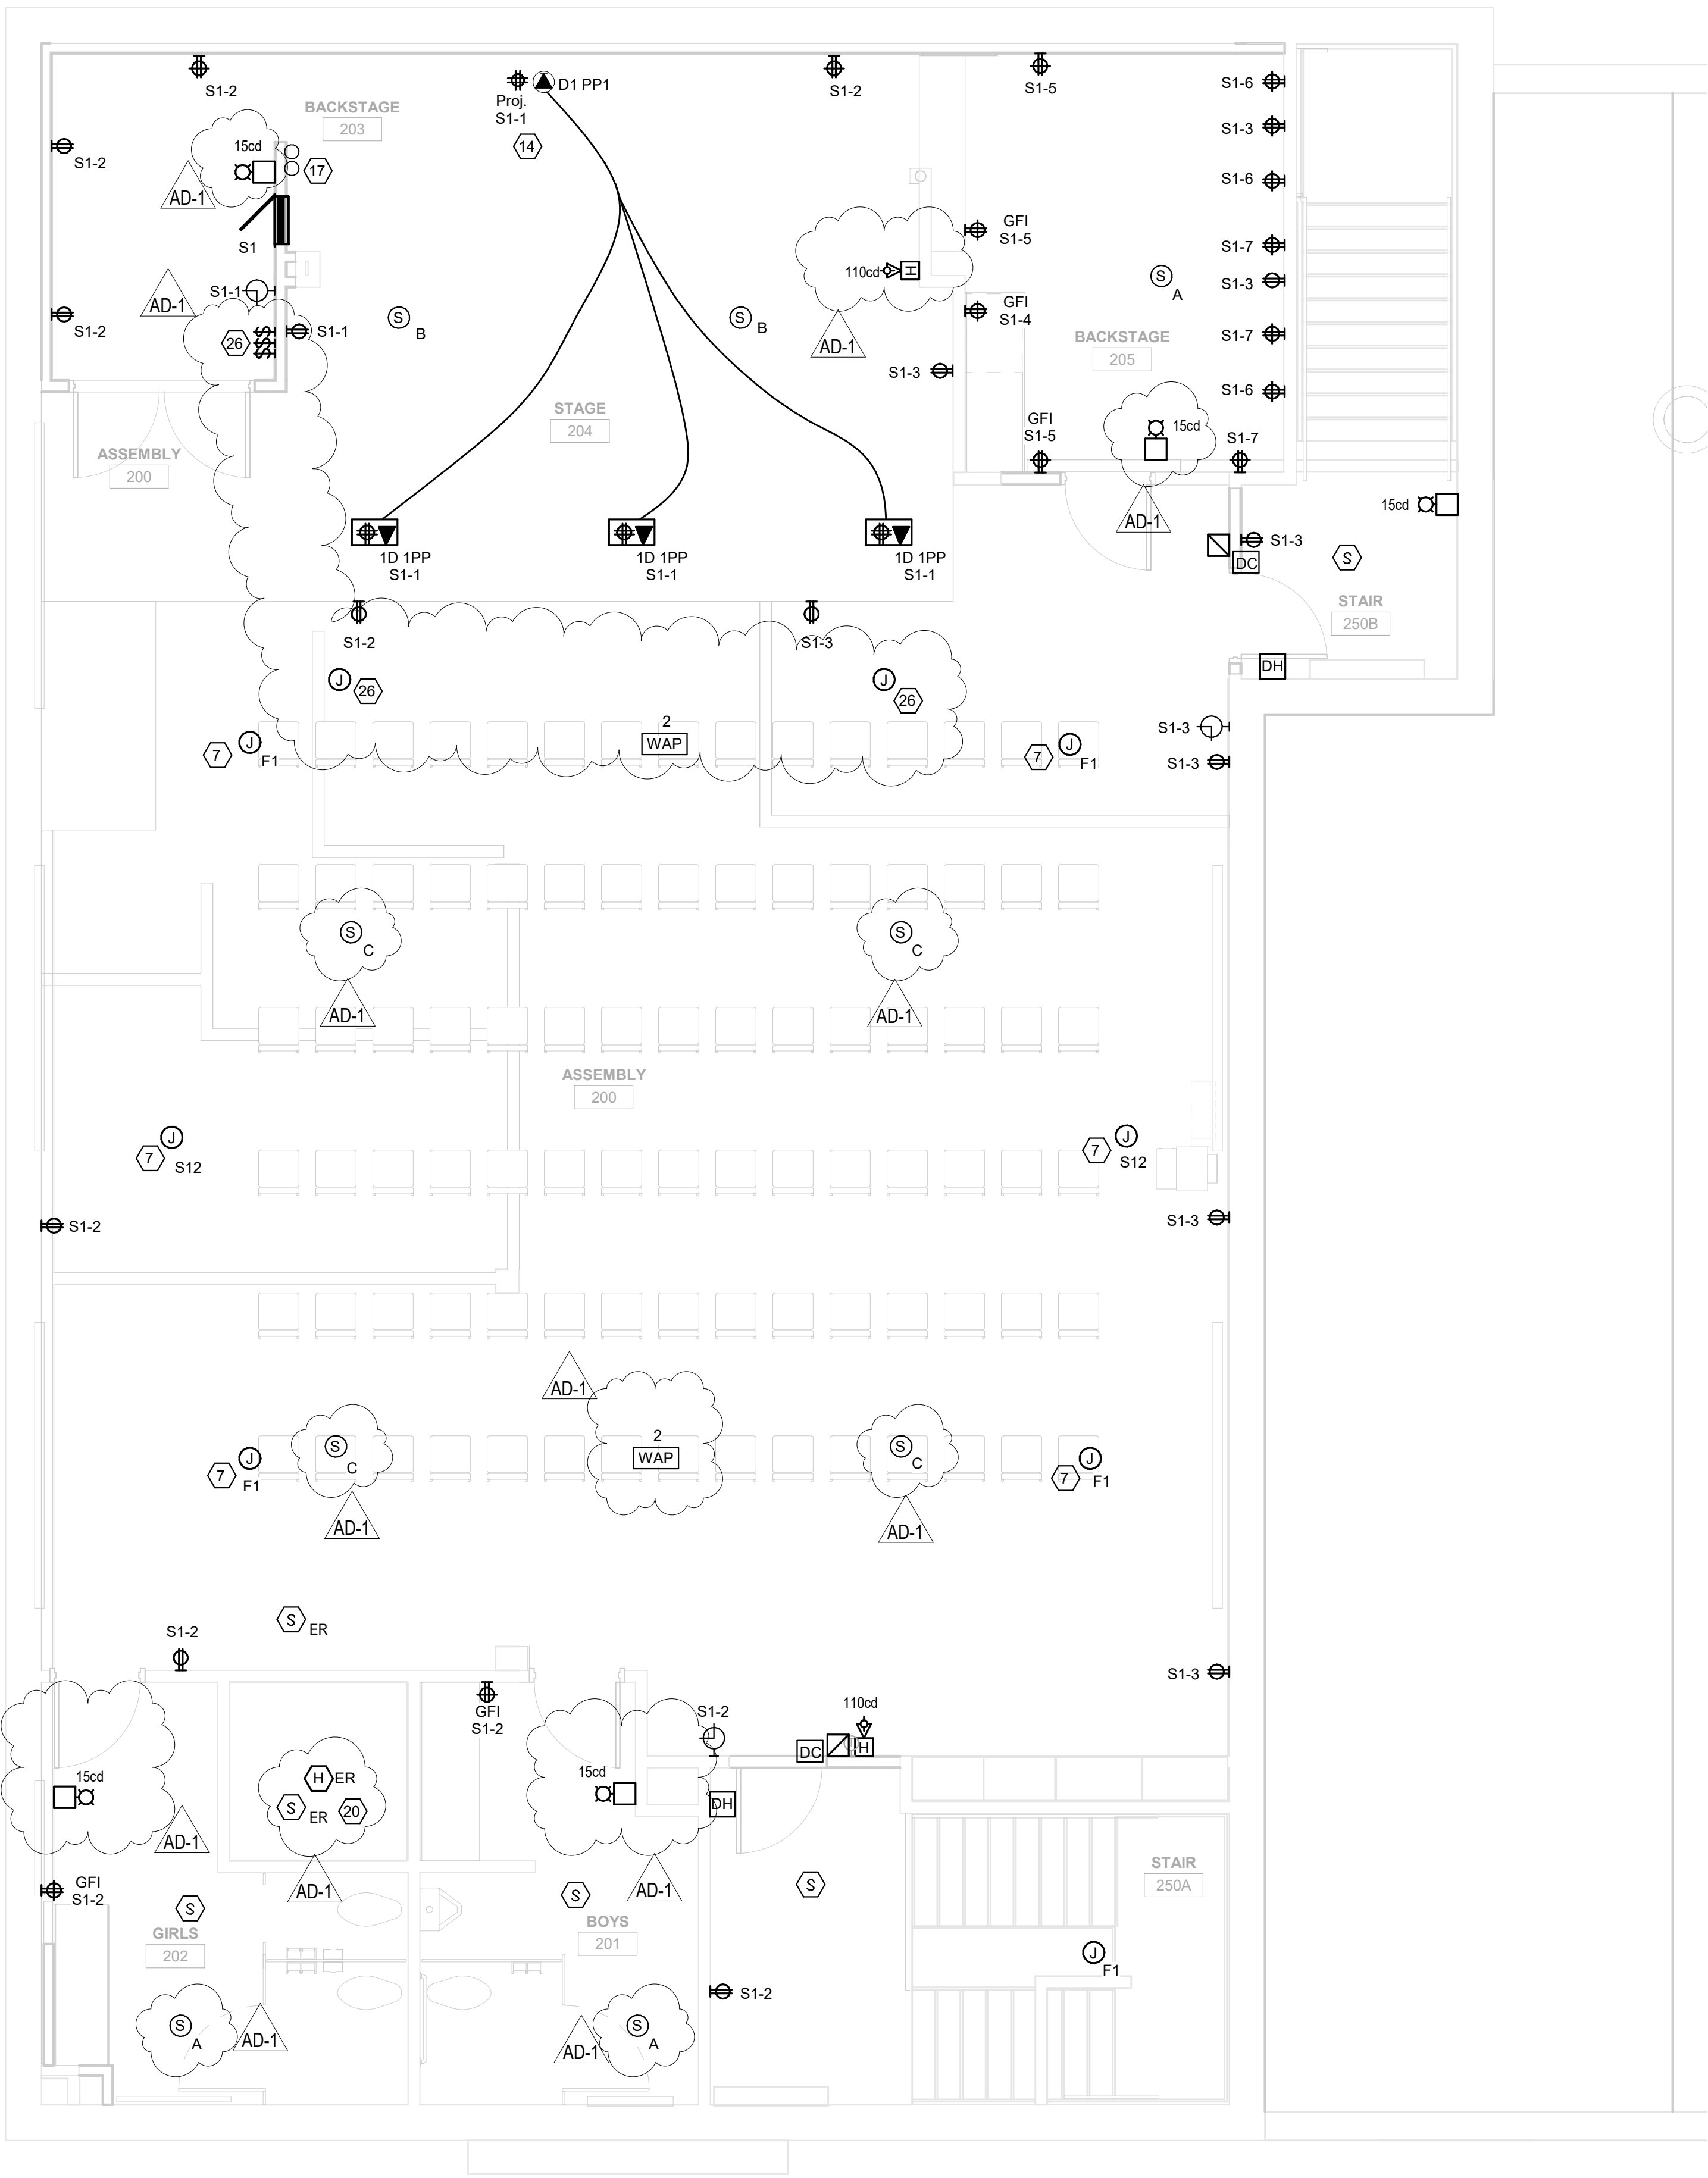 S1-2
D1 PP1
Proj.
S1-1
14
S1-2
S1-5
S1-6
BACKSTAGE
203
S1-2
15cd
17
AD-1
S1
S1-3
S1-6
GFI
S1-5
S1-7
110cd
H
S
A
S1-3
AD-1
S1-1
S1-2
26
$$$
S1-1
S
B
S
B
GFI
S1-4
AD-1
BACKSTAGE
205
S1-7
S1-3
S1-6
STAGE
204
ASSEMBLY
200
GFI
S1-5
15cd
S1-7
AD-1
15cd
1D 1PP
S1-1
1D 1PP
S1-1
1D 1PP
S1-1
S1-3
DC
S
STAIR
250B
S1-2
S1-3
DH
J
26
J
26
7
J
F1
2
WAP
7
J
F1
S1-3
S1-3
S
C
S
C
AD-1
AD-1
ASSEMBLY
200
7
J
S12
7
J
S12
S1-2
S1-3
AD-1
7
J
F1
S
C
2
WAP
S
C
7
J
F1
AD-1
AD-1
S
ER
S1-2
S1-3
GFI
S1-2
S1-2
110cd
DC
H
15cd
H
ER
S
ER
20
15cd
DH
AD-1
AD-1
AD-1
GFI
S1-2
S
S
S
STAIR
250A
GIRLS
202
BOYS
201
J
F1
S1-2
S
A
AD-1
AD-1
S
A